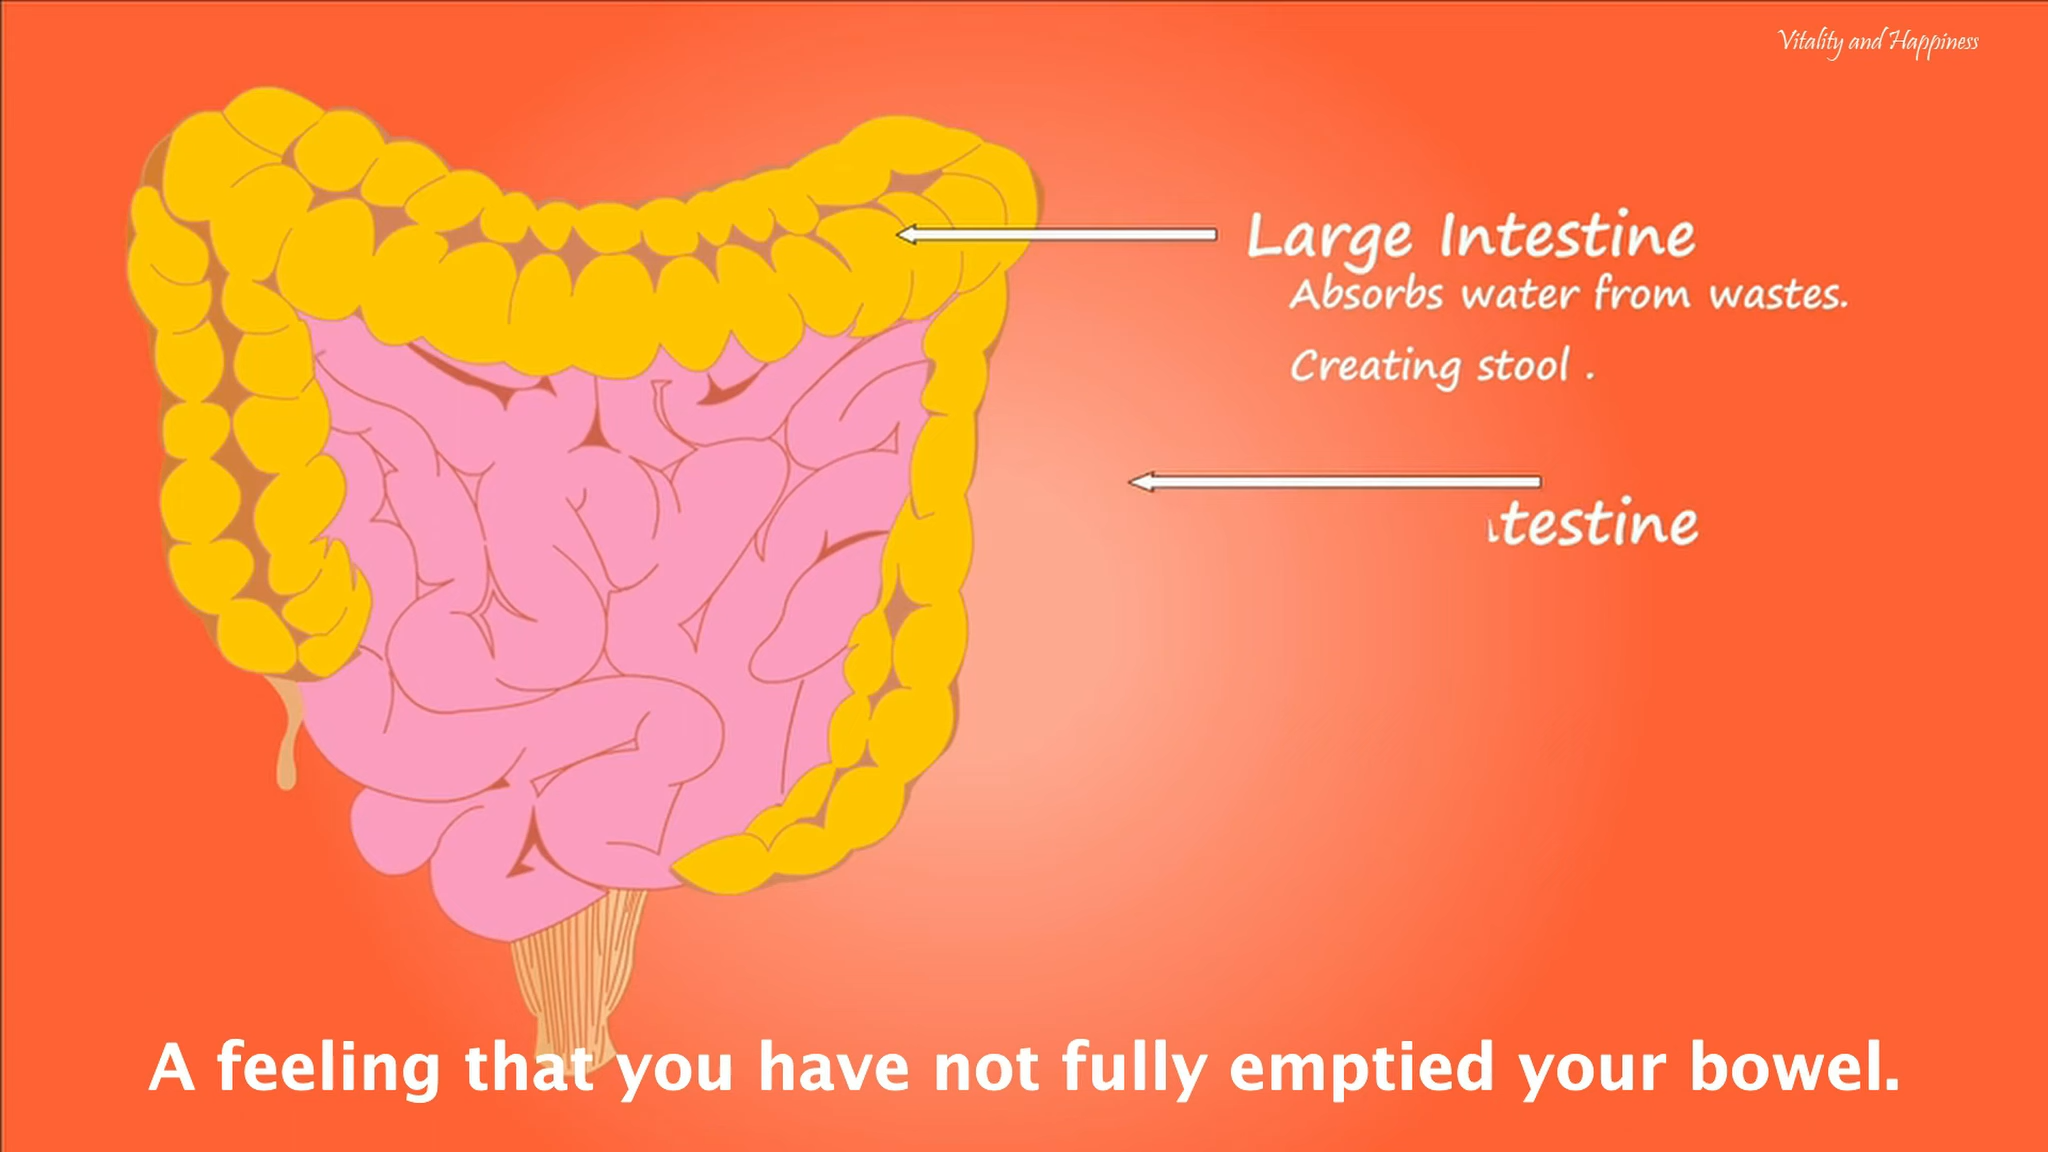 Vitality and Happiness
Large Intestine
Absorbs water from wastes.
Creating stool .
testine
A feeling that you have not fully emptied your bowel.